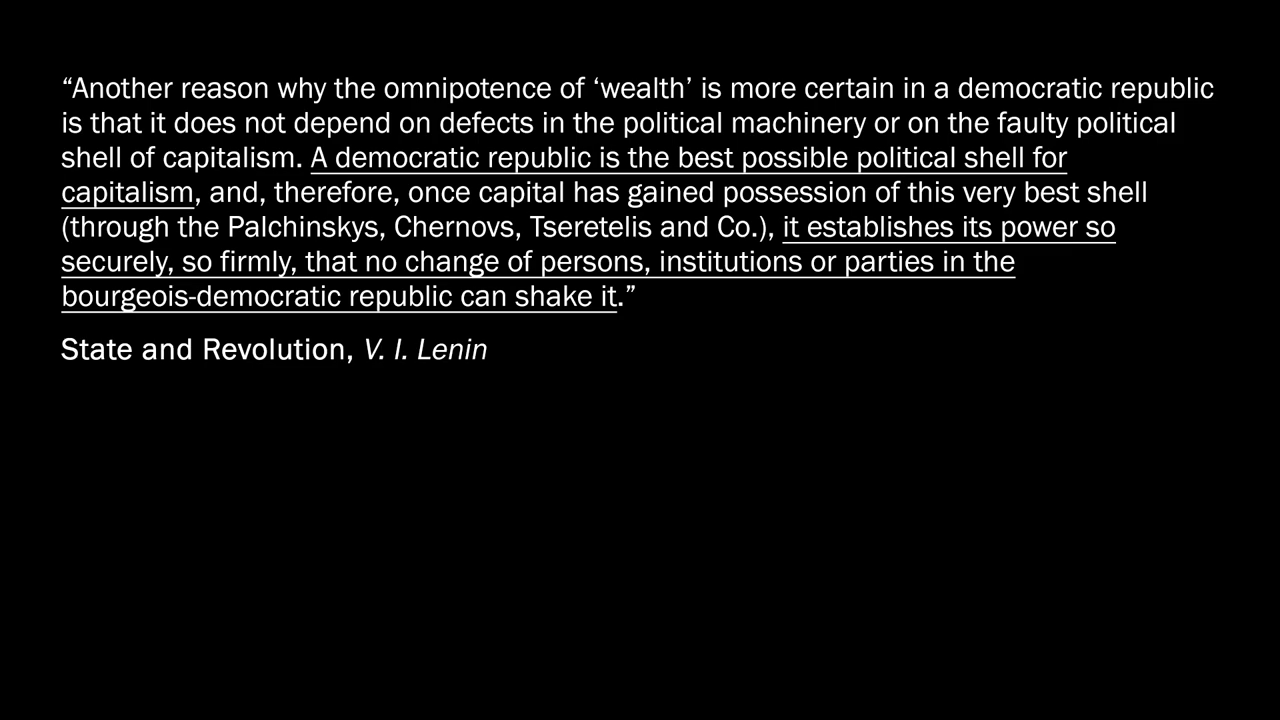 “Another reason why the omnipotence of ‘wealth’ is more certain in a democratic republic
is that it does not depend on defects in the political machinery or on the faulty political
shell of capitalism. A democratic republic is the best possible political shell for
capitalism, and, therefore, once capital has gained possession of this very best shell
(through the Palchinskys, Chernovs, Tseretelis and Co.), it establishes its power so
securely, so firmly, that no change of persons, institutions or parties in the
bourgeois-democratic republic can shake it.”
State and Revolution, V. I. Lenin